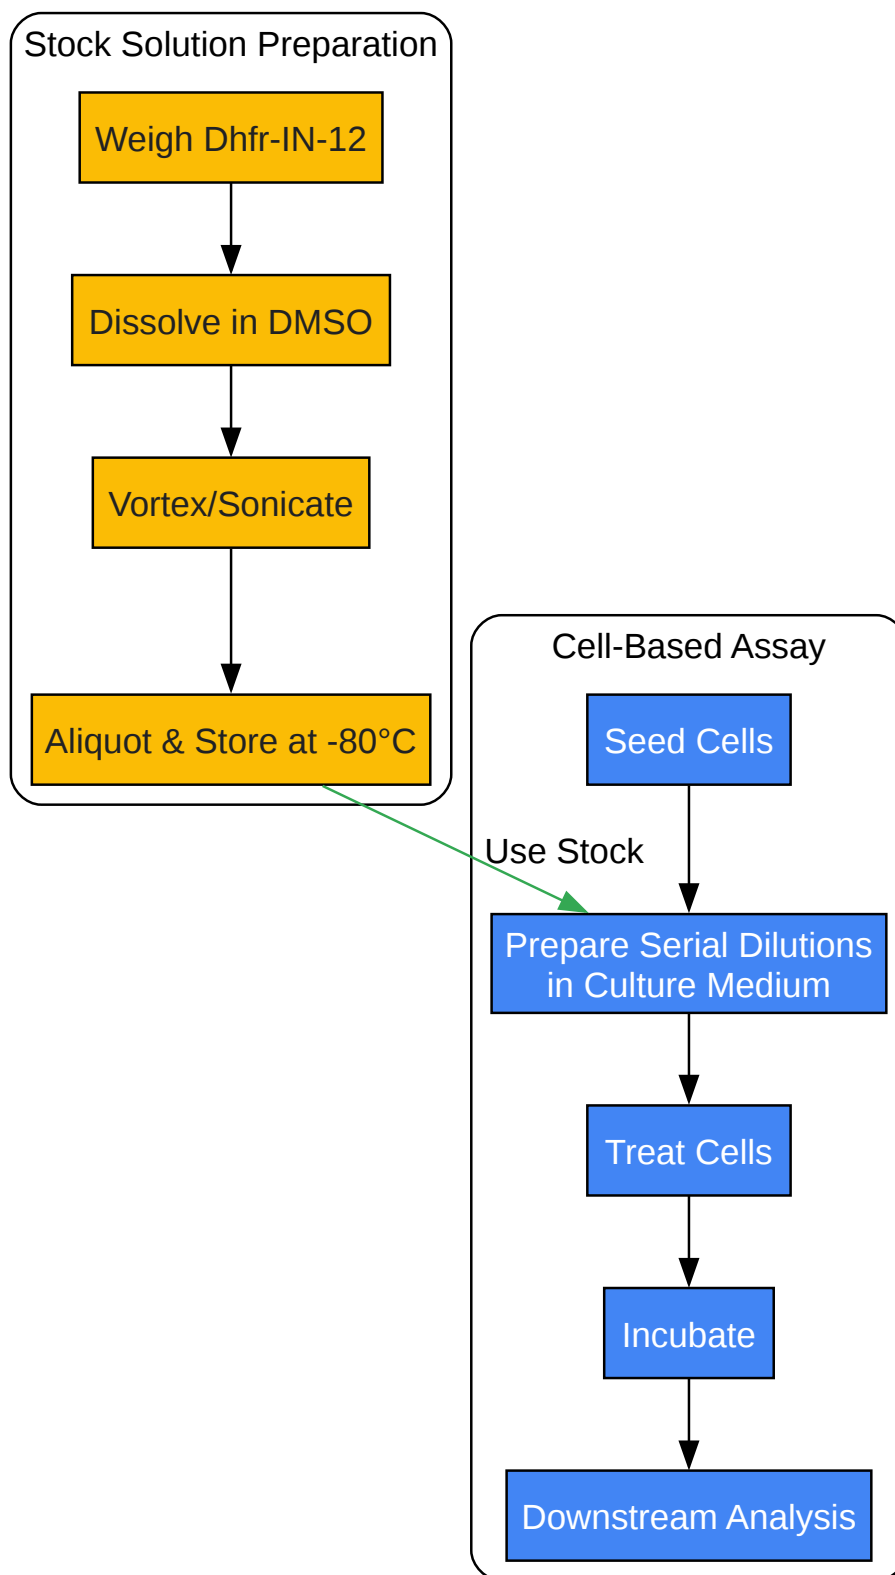 Stock Solution Preparation
Weigh Dhfr-IN-12
Dissolve in DMSO
Vortex/Sonicate
Aliquot & Store at -80°C
Use Stock
Cell-Based Assay
Seed Cells
Prepare Serial Dilutions
in Culture Medium
Treat Cells
Incubate
Downstream Analysis